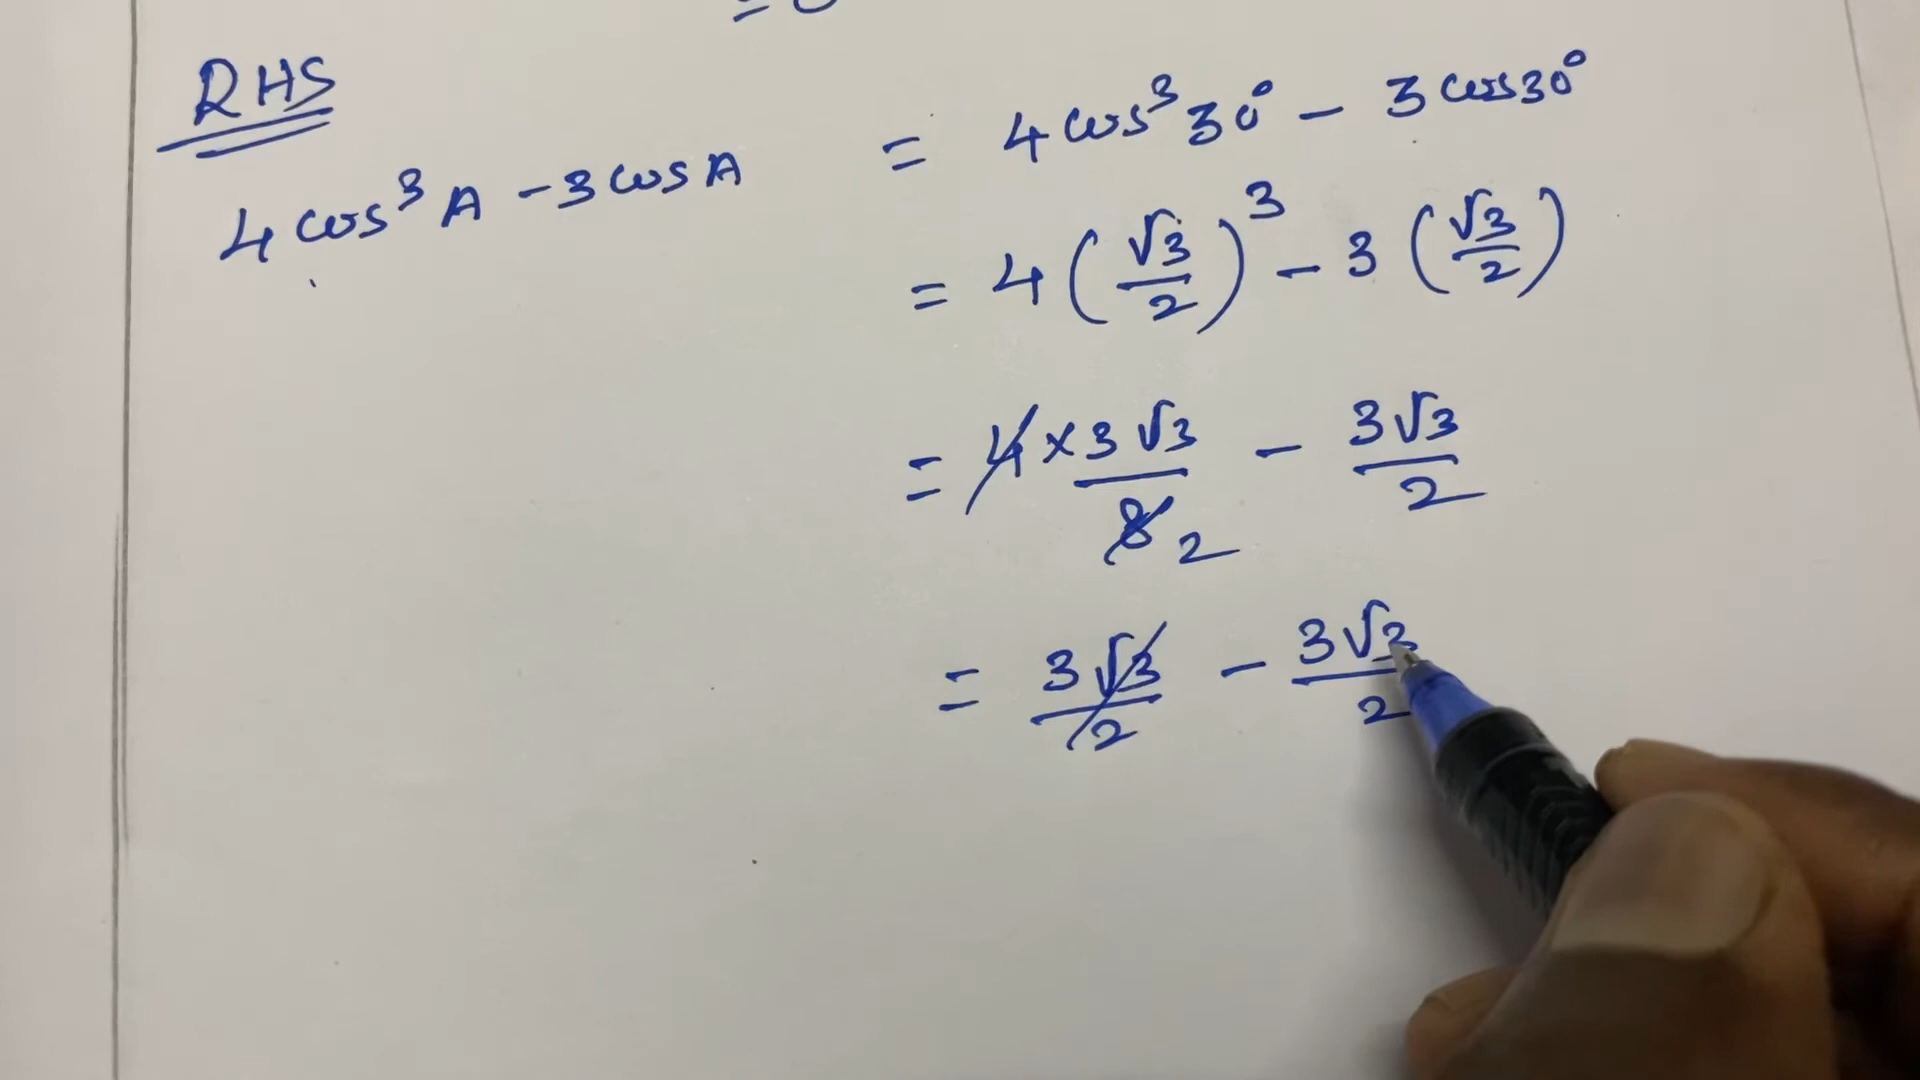 = 0
RHS
4 cos³ A - 3 cos A = 4 cos³ 30° - 3 cos 30°
= 4 (√3/2)³ - 3 (√3/2)
= 4 × 3√3/8 2 - 3√3/2
= 3√3/2 - 3√3/2